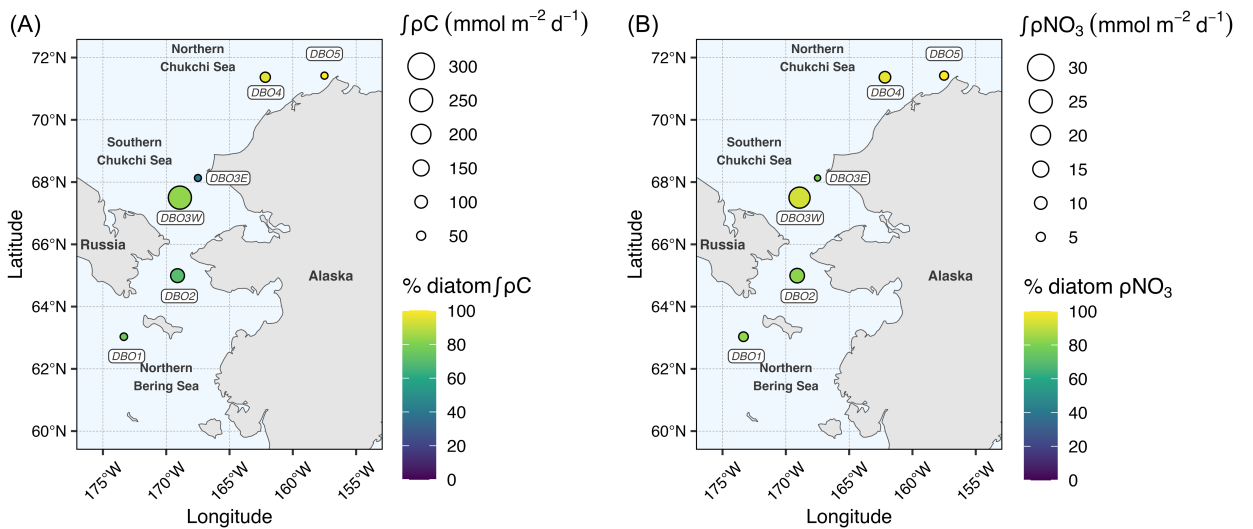 (A)
72°N
70°N
68°N
66°N
64°N
62°N
60°N
Latitude
175°W
170°W
165°W
160°W
155°W
Longitude
Northern
Chukchi Sea
DBO5
DBO4
Southern
Chukchi Sea
DBO3E
DBO3W
Russia
Alaska
DBO2
DBO1
Northern
Bering Sea
∫ρC (mmol m⁻² d⁻¹)
300
250
200
150
100
50
% diatom∫ρC
100
80
60
40
20
0
(B)
72°N
70°N
68°N
66°N
64°N
62°N
60°N
Latitude
175°W
170°W
165°W
160°W
155°W
Longitude
Northern
Chukchi Sea
DBO5
DBO4
Southern
Chukchi Sea
DBO3E
DBO3W
Russia
Alaska
DBO2
DBO1
Northern
Bering Sea
∫ρNO₃ (mmol m⁻² d⁻¹)
30
25
20
15
10
5
% diatom ρNO₃
100
80
60
40
20
0